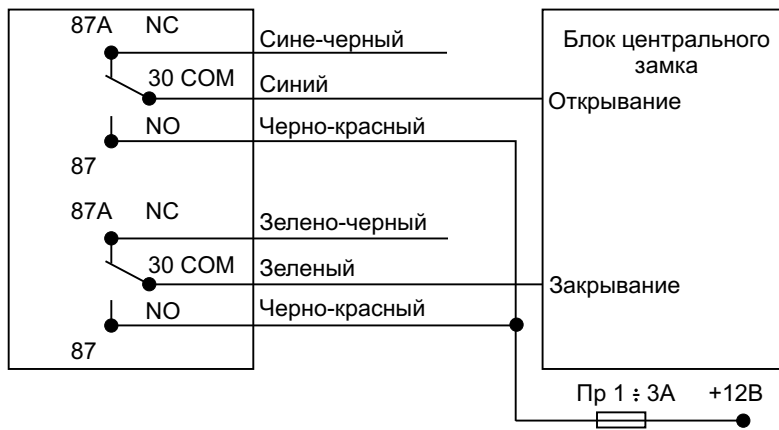 87A NC
Сине-черный
30 COM
Синий
NO
Черно-красный
87
87A NC
Зелено-черный
30 COM
Зеленый
NO
Черно-красный
87
Блок центрального
замка
Открывание
Закрывание
Пр 1 ÷ 3А
+12В